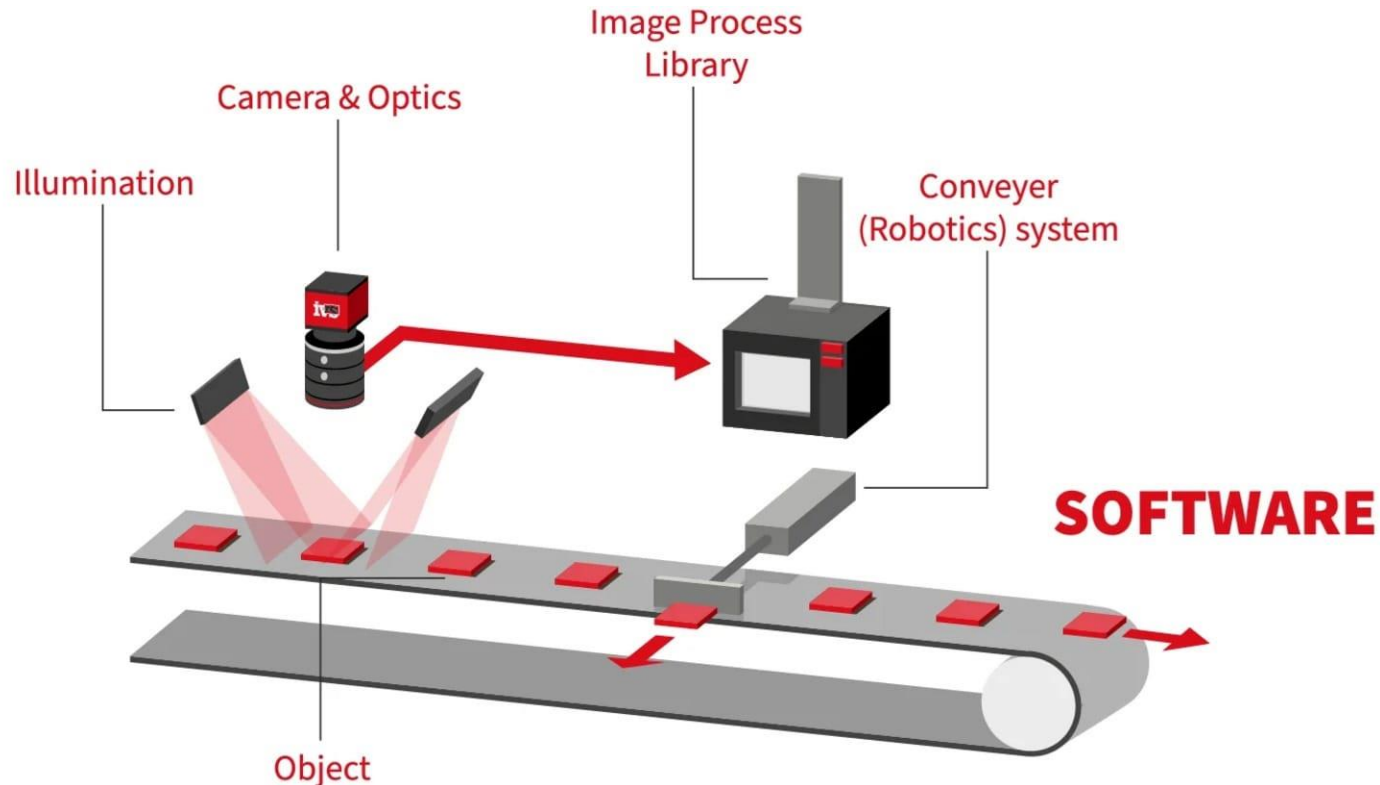 Image Process
Library
Camera & Optics
Illumination
Conveyer
(Robotics) system
SOFTWARE
Object